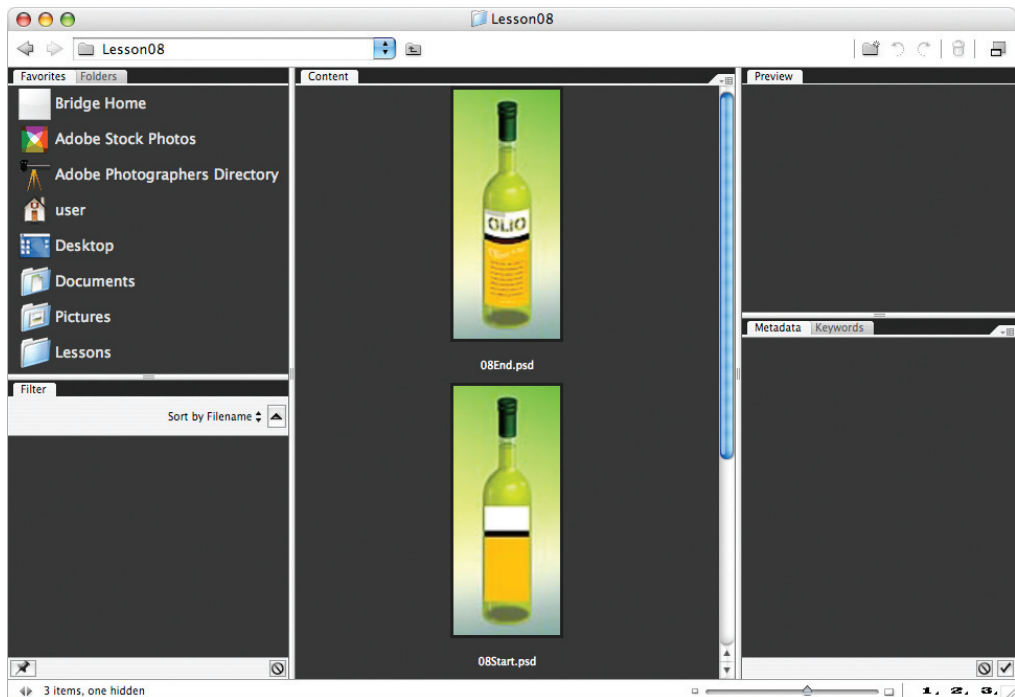 Lesson08
Lesson08
Favorites Folders
Bridge Home
Adobe Stock Photos
Adobe Photographers Directory
user
Desktop
Documents
Pictures
Lessons
Filter
Sort by Filename
Content
OLIO
08End.psd
08Start.psd
Preview
Metadata Keywords
3 items, one hidden
1. 2. 3.